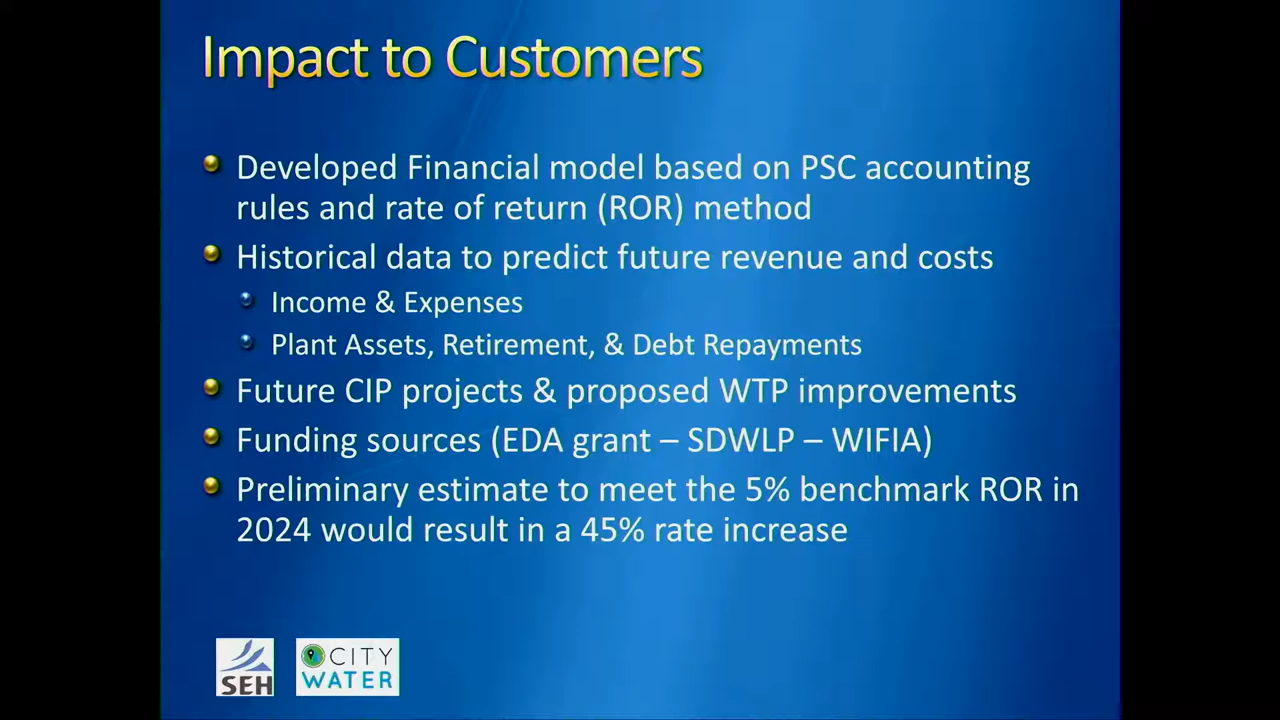 Impact to Customers
Developed Financial model based on PSC accounting
rules and rate of return (ROR) method
Historical data to predict future revenue and costs
Income & Expenses
Plant Assets, Retirement, & Debt Repayments
Future CIP projects & proposed WTP improvements
Funding sources (EDA grant – SDWLP – WIFIA)
Preliminary estimate to meet the 5% benchmark ROR in
2024 would result in a 45% rate increase
SEH
CITY
WATER